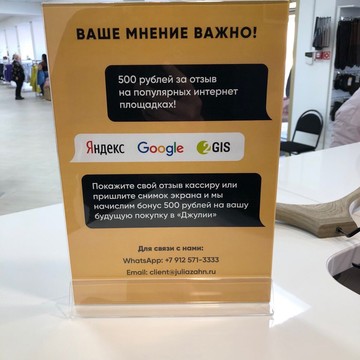 ВАШЕ МНЕНИЕ ВАЖНО!
500 рублей за отзыв
на популярных интернет
площадках!
Яндекс Google 2GIS
Покажите свой отзыв кассиру или
пришлите снимок экрана и мы
начислим бонус 500 рублей на вашу
будущую покупку в «Джулии»
Для связи с нами:
WhatsApp: +7 912 571-3333
Email: client@juliazahn.ru